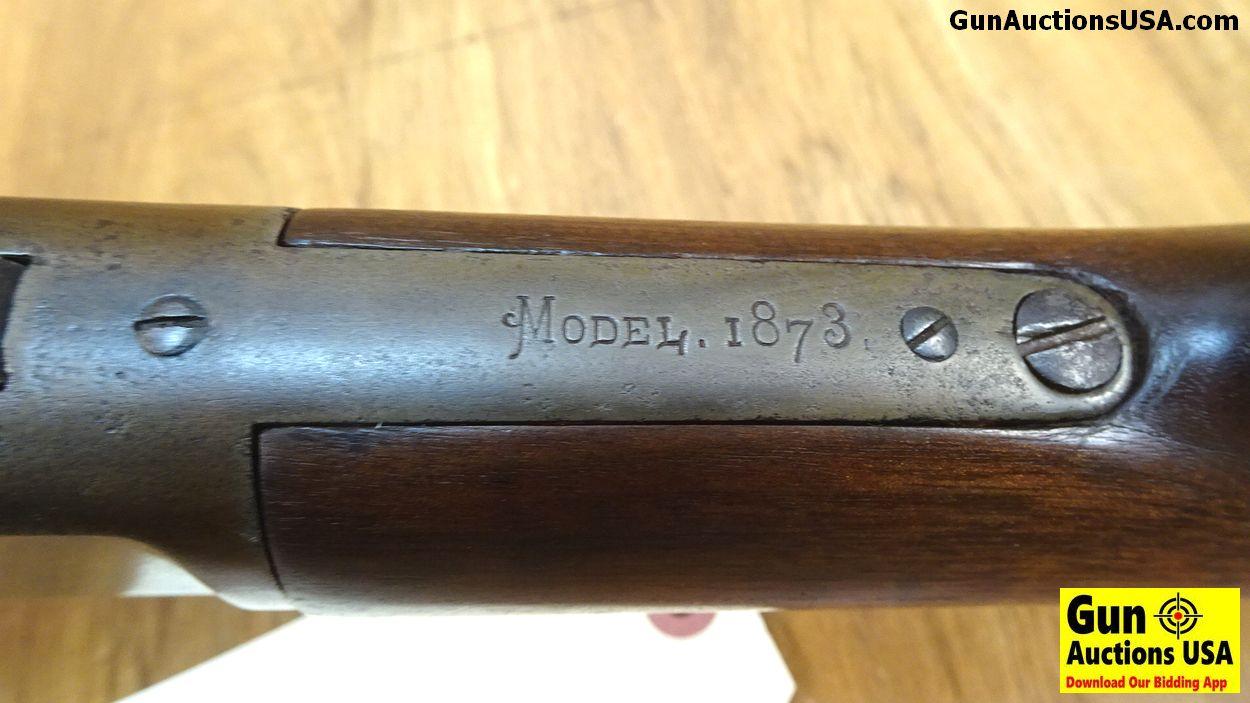 GunAuctionsUSA.com
MODEL. 1873.
Gun
Auctions USA
Download Our Bidding App